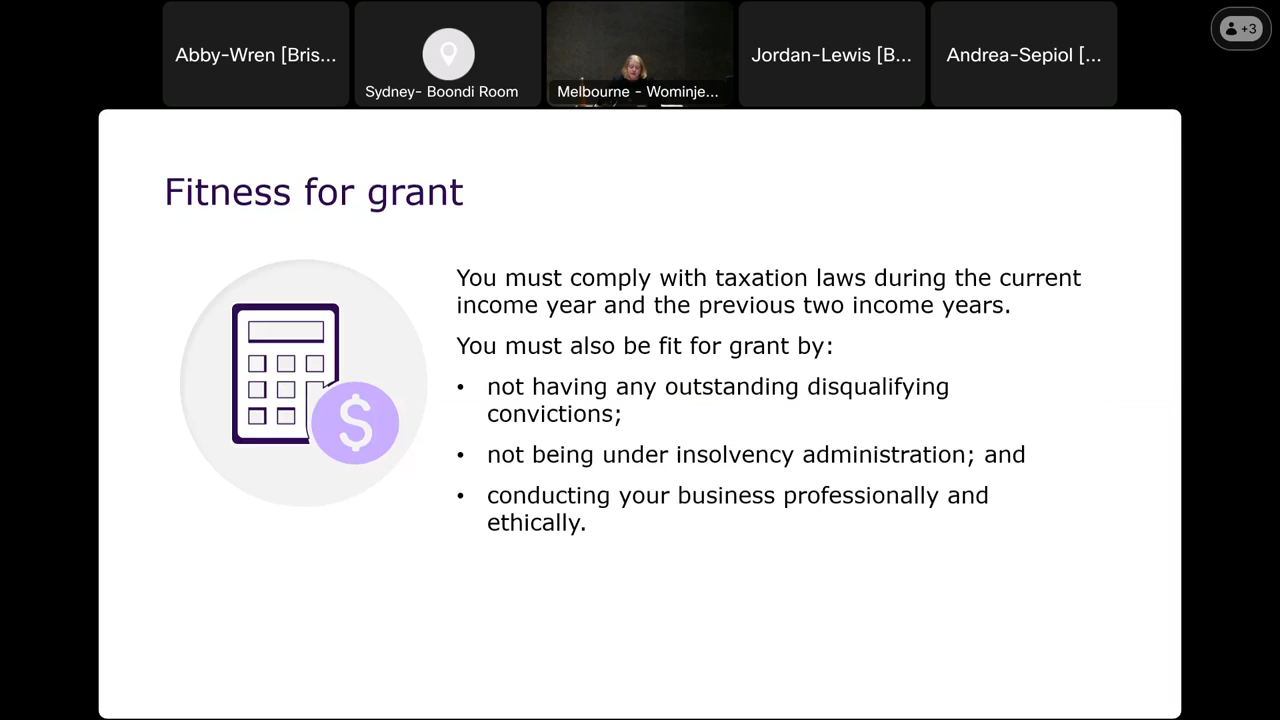 Abby-Wren [Bris...
Sydney- Boondi Room
Melbourne - Wominje...
Jordan-Lewis [B...
Andrea-Sepiol [...
+3
Fitness for grant
You must comply with taxation laws during the current
income year and the previous two income years.
You must also be fit for grant by:
• not having any outstanding disqualifying
convictions;
• not being under insolvency administration; and
• conducting your business professionally and
ethically.
$